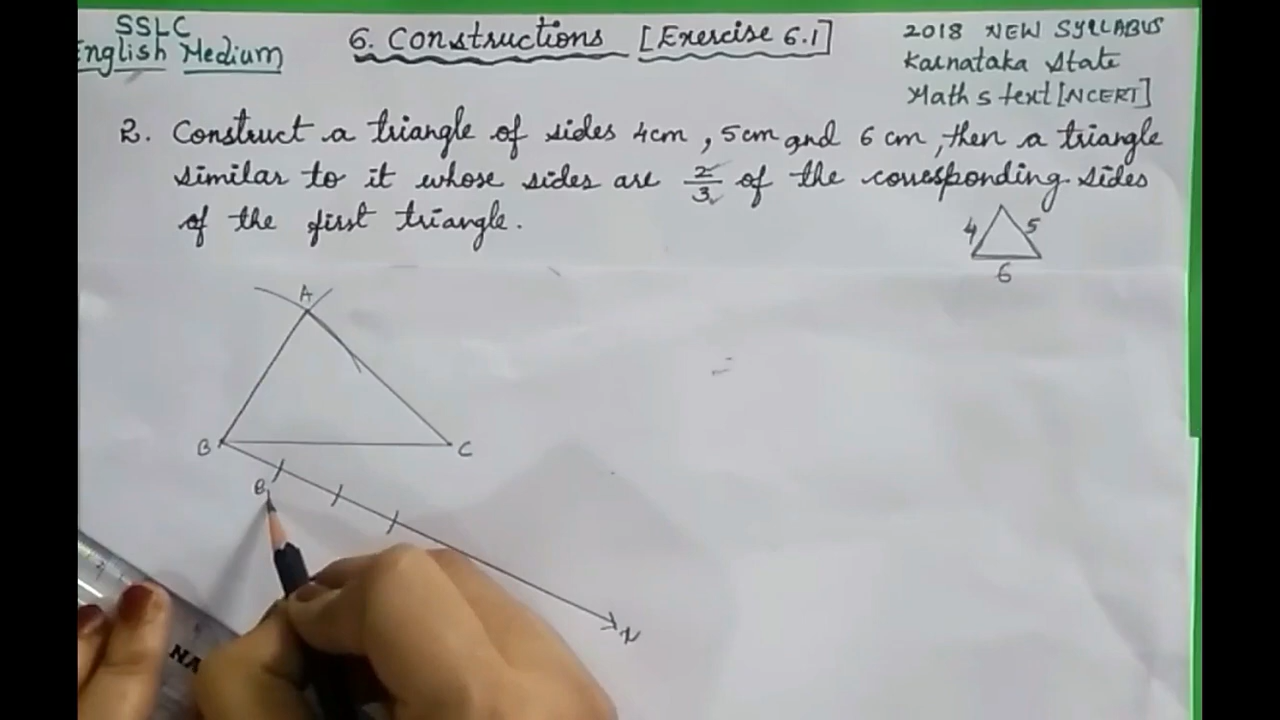 SSLC
English Medium
6. Constructions [Exercise 6.1]
2018 NEW SYLLABUS
Karnataka State
Maths text [NCERT]
2. Construct a triangle of sides 4cm, 5cm and 6 cm, then a triangle
similar to it whose sides are 2/3 of the corresponding sides
of the first triangle.
4 5
6
A
B C
B1
X
NA